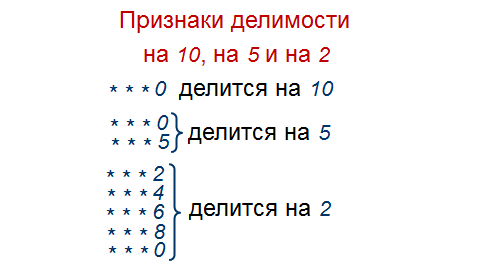 Признаки делимости
на 10, на 5 и на 2
* * * 0 делится на 10
* * * 0
* * * 5
делится на 5
* * * 2
* * * 4
* * * 6
* * * 8
* * * 0
делится на 2